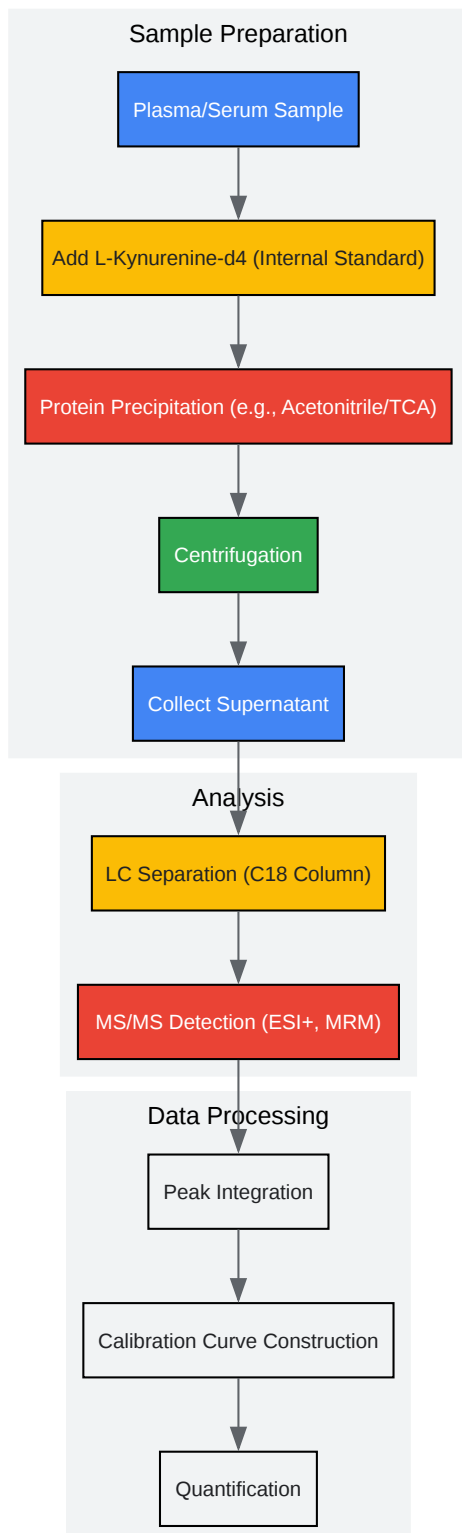 Sample Preparation
Plasma/Serum Sample
Add L-Kynurenine-d4 (Internal Standard)
Protein Precipitation (e.g., Acetonitrile/TCA)
Centrifugation
Collect Supernatant
Analysis
LC Separation (C18 Column)
MS/MS Detection (ESI+, MRM)
Data Processing
Peak Integration
Calibration Curve Construction
Quantification